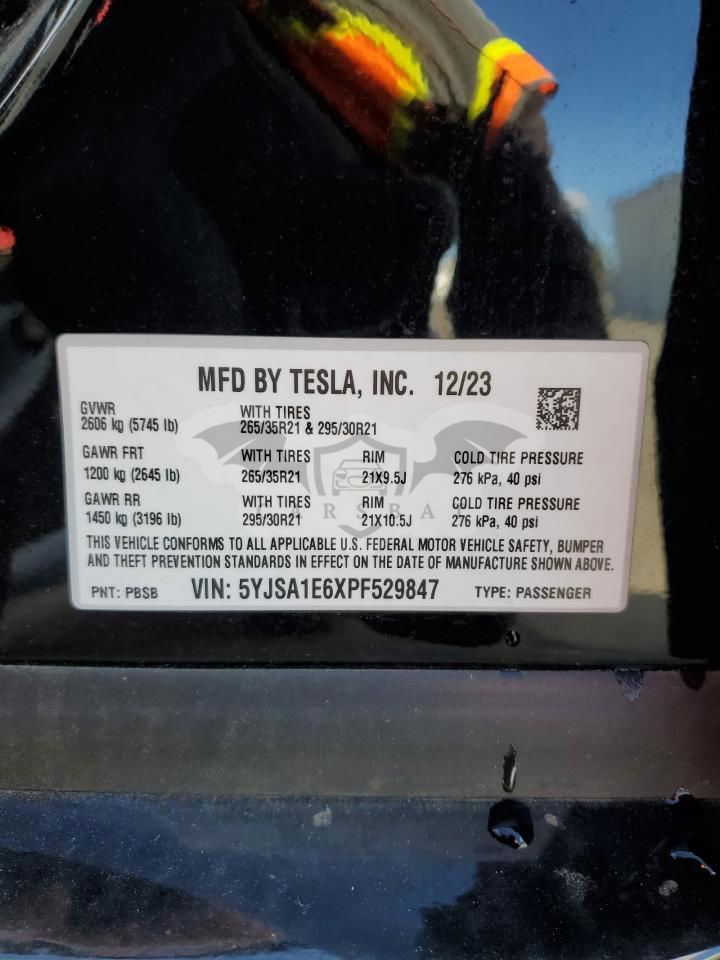 MFD BY TESLA, INC. 12/23
GVWR
2606 kg (5745 lb)
WITH TIRES
265/35R21 & 295/30R21
GAWR FRT
1200 kg (2645 lb)
WITH TIRES
265/35R21
RIM
21X9.5J
COLD TIRE PRESSURE
276 kPa, 40 psi
GAWR RR
1450 kg (3196 lb)
WITH TIRES
295/30R21
RIM
21X10.5J
COLD TIRE PRESSURE
276 kPa, 40 psi
THIS VEHICLE CONFORMS TO ALL APPLICABLE U.S. FEDERAL MOTOR VEHICLE SAFETY, BUMPER
AND THEFT PREVENTION STANDARDS IN EFFECT ON THE DATE OF MANUFACTURE SHOWN ABOVE.
PNT: PBSB VIN: 5YJSA1E6XPF529847 TYPE: PASSENGER